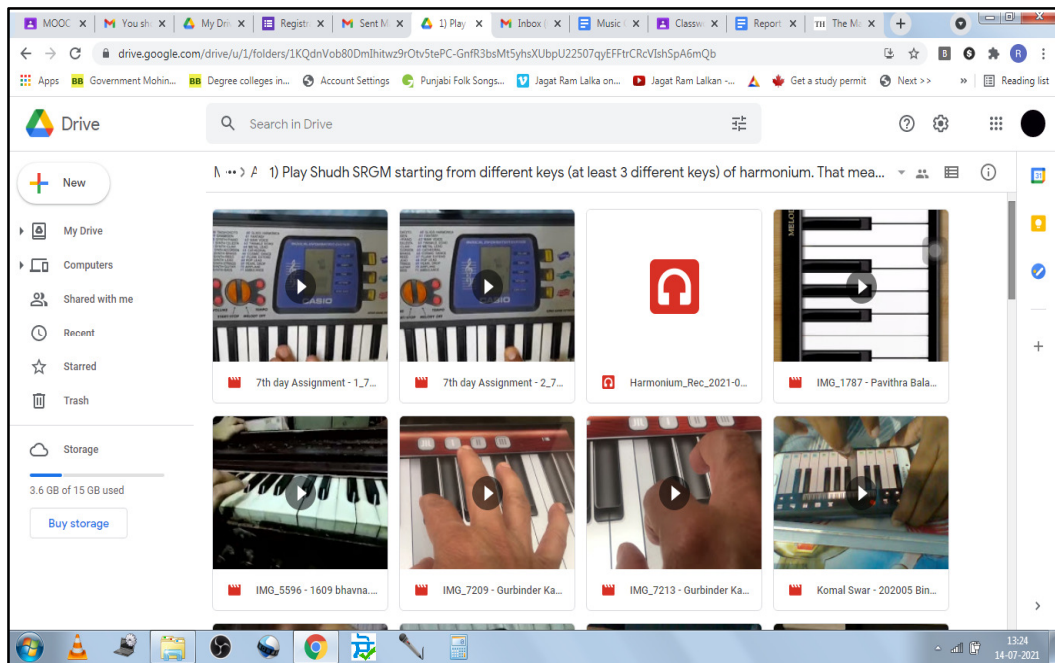 MOOC
You sh
My Dri
Registr
Sent M
1) Play
Inbox (
Music
Classw
Report
The Ma
drive.google.com/drive/u/1/folders/1KQdnVob80DmIhitwz9rOtv5tePC-GnfR3bsMt5yhsXUbpU22507qyEFFtrCRcVIshSpA6mQb
Apps
Government Mohin...
Degree colleges in...
Account Settings
Punjabi Folk Songs...
Jagat Ram Lalka on...
Jagat Ram Lalkan -...
Get a study permit
Next >>
»
Reading list
Drive
Search in Drive
1) Play Shudh SRGM starting from different keys (at least 3 different keys) of harmonium. That mea...
New
My Drive
Computers
Shared with me
Recent
Starred
Trash
Storage
3.6 GB of 15 GB used
Buy storage
CASIO
CASIO
MELOD
7th day Assignment - 1_7...
7th day Assignment - 2_7...
Harmonium_Rec_2021-0...
IMG_1787 - Pavithra Bala...
IMG_5596 - 1609 bhavna....
IMG_7209 - Gurbinder Ka...
IMG_7213 - Gurbinder Ka...
Komal Swar - 202005 Bin...
13:24
14-07-2021